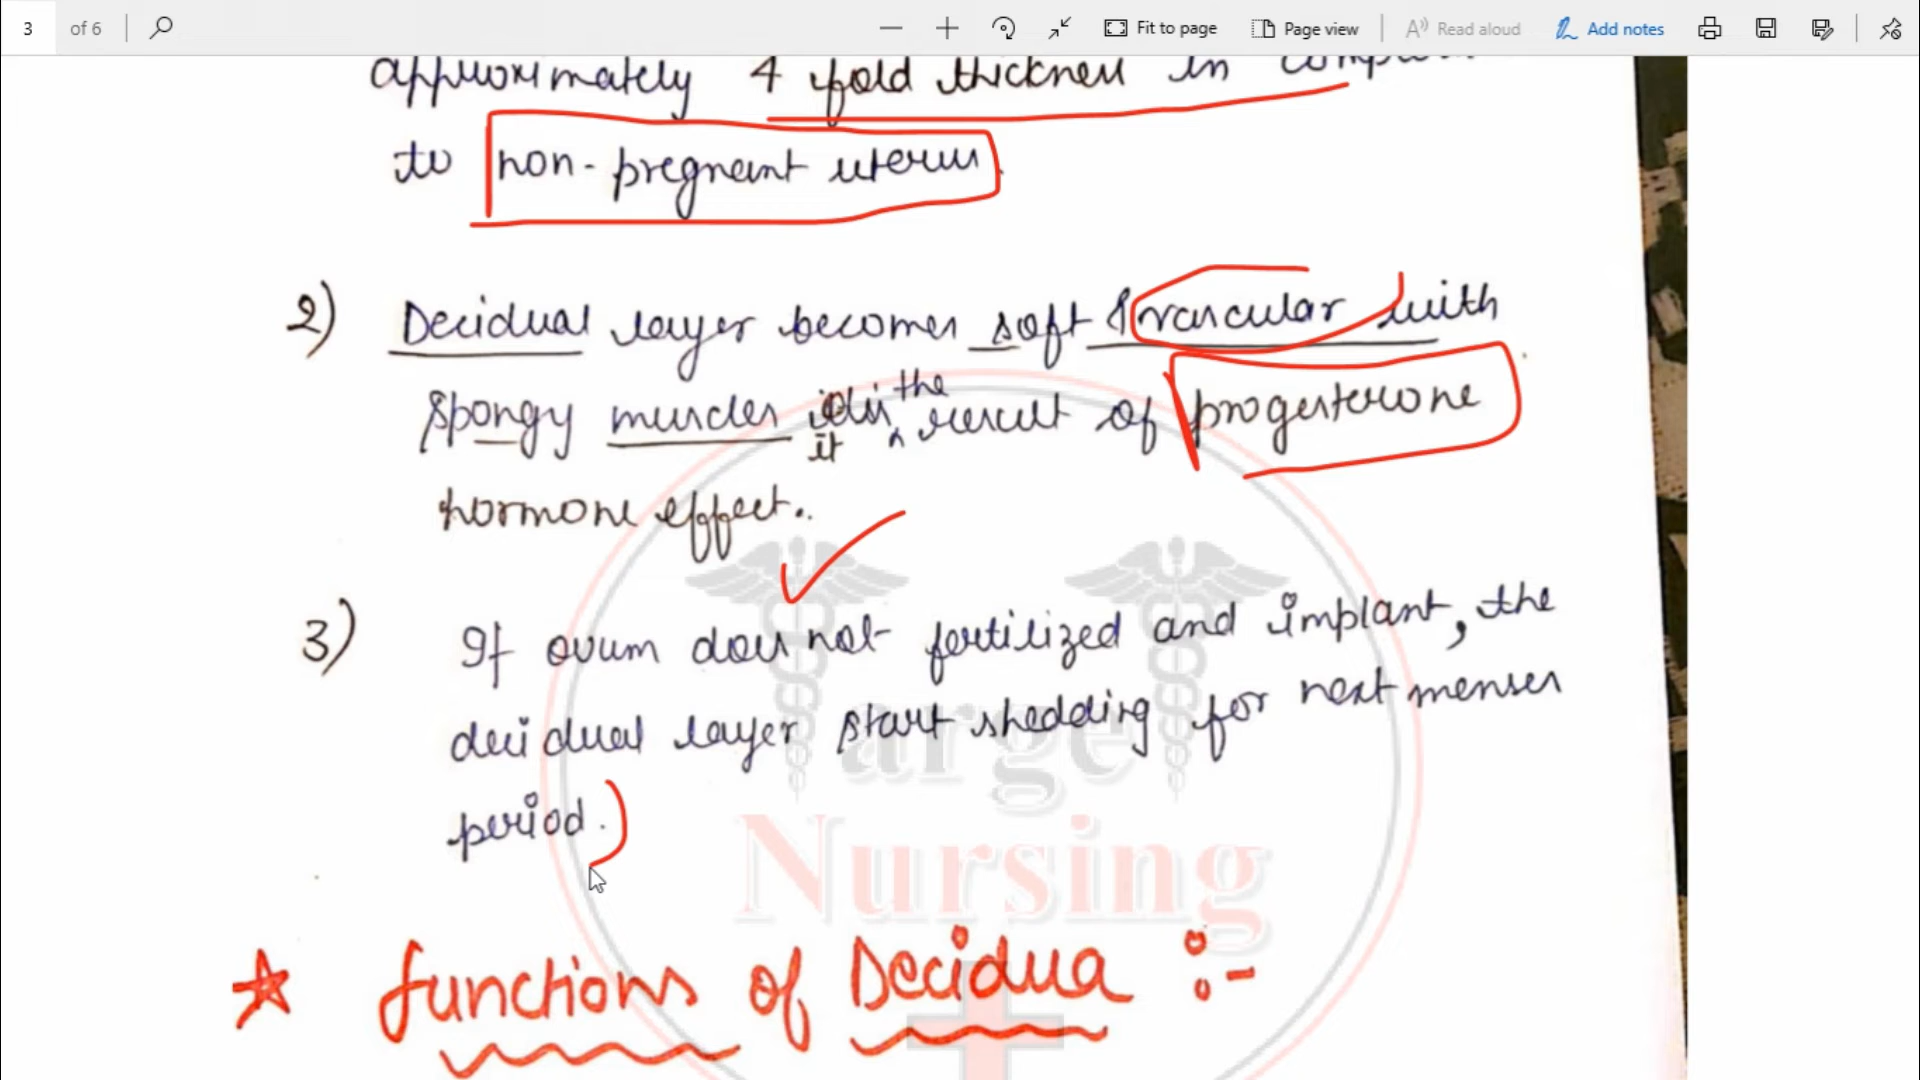 3 of 6 Fit to page Page view Read aloud Add notes
approximately 4 fold thickness in
to non-pregnant uterus.
2) Decidual layer becomes soft & vascular with
spongy muscles it the result of progesterone
hormone effect.
3) If ovum does not fertilized and implant, the
decidual layer start shedding for next menses
period.
arge
Nursing
functions of Decidua :-